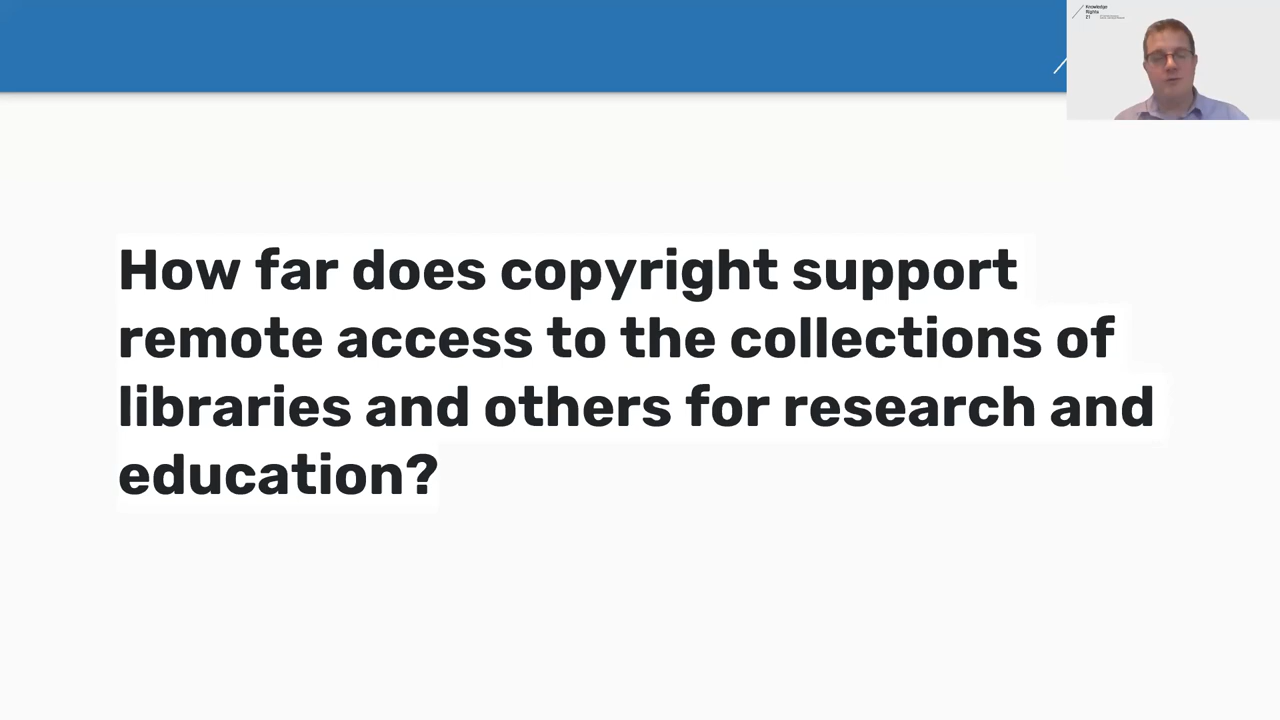 Knowledge
Rights
21
How far does copyright support
remote access to the collections of
libraries and others for research and
education?